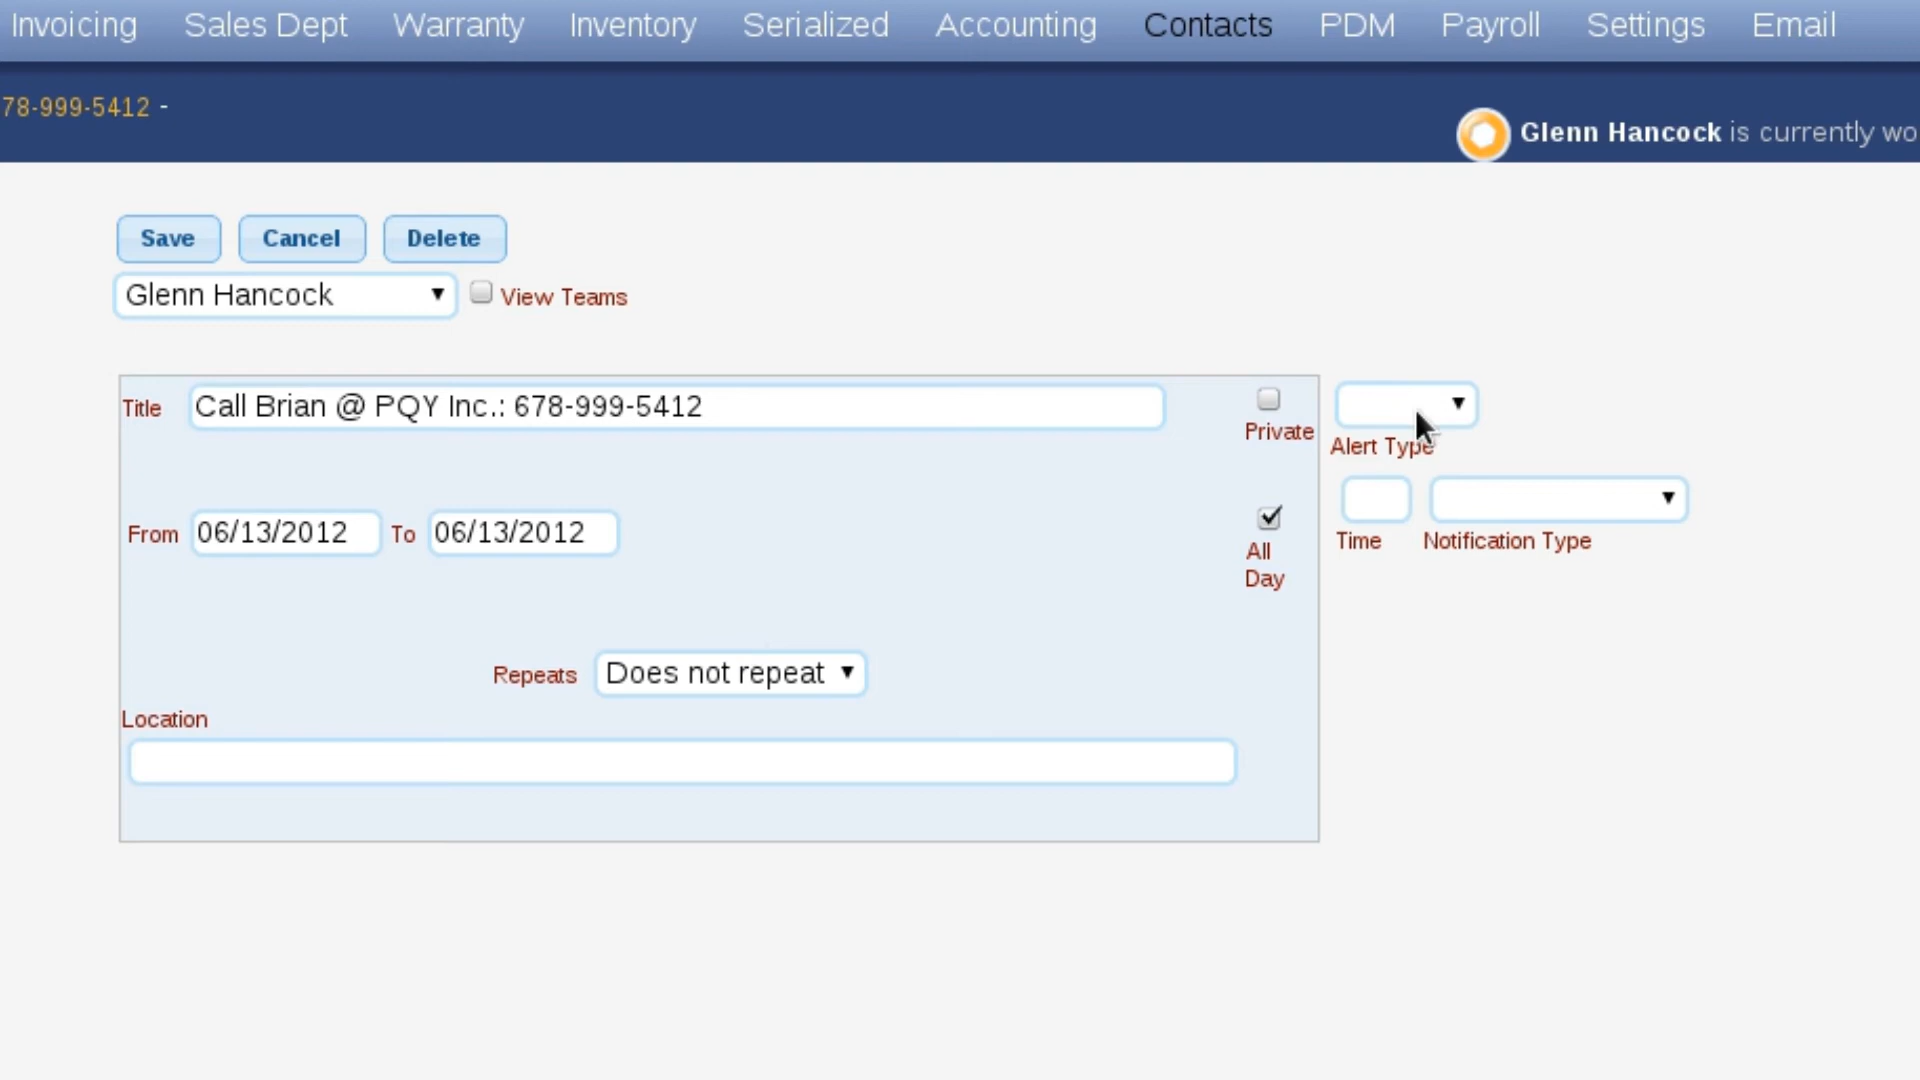 Invoicing Sales Dept Warranty Inventory Serialized Accounting Contacts PDM Payroll Settings Email
78-999-5412 -
Glenn Hancock is currently wo
Save Cancel Delete
Glenn Hancock View Teams
Title Call Brian @ PQY Inc.: 678-999-5412
Private
Alert Type
From 06/13/2012 To 06/13/2012
All
Day
Time Notification Type
Repeats Does not repeat
Location